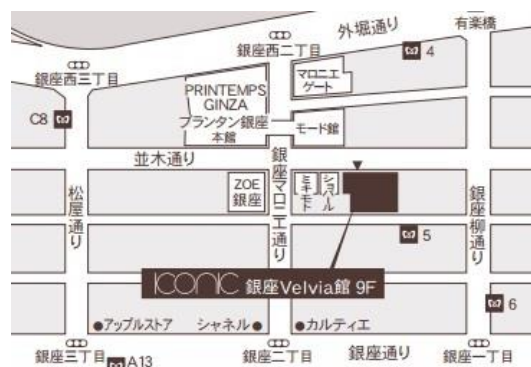 外堀通り
有楽橋
銀座西二丁目
4
銀座西三丁目
マロニエ
ゲート
PRINTEMPS
GINZA
プランタン銀座
本館
C8
モード館
並木通り
松屋通り
ZOE
銀座
銀座マロニエ通り
ミキモト
ショパール
銀座柳通り
5
ICONIC 銀座Velvia館 9F
6
アップルストア
シャネル
カルティエ
銀座三丁目
A13
銀座二丁目
銀座通り
銀座一丁目